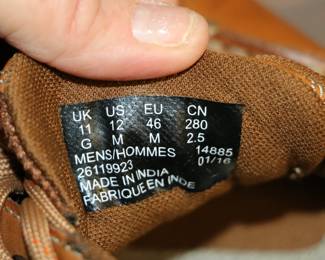 UK US EU CN
11 12 46 280
G M M 2.5
MENS/HOMMES 14885
26119923 01/16
MADE IN INDIA
FABRIQUE EN INDE